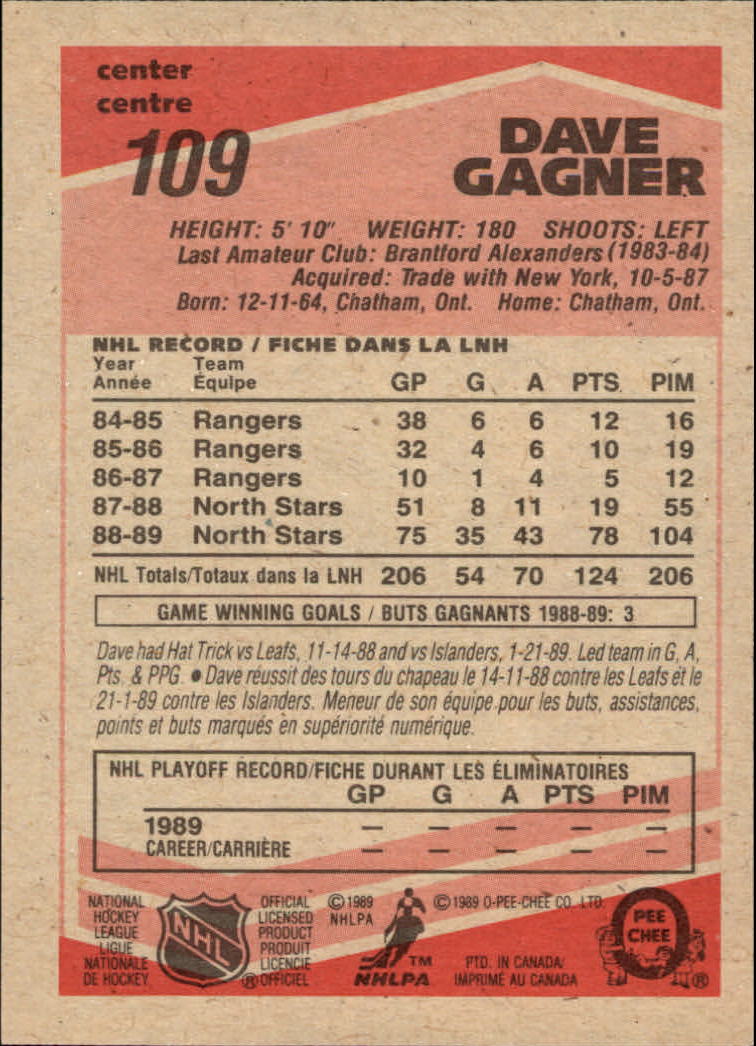 center
centre
109
DAVE
GAGNER
HEIGHT: 5' 10" WEIGHT: 180 SHOOTS: LEFT
Last Amateur Club: Brantford Alexanders (1983-84)
Acquired: Trade with New York, 10-5-87
Born: 12-11-64, Chatham, Ont. Home: Chatham, Ont.
NHL RECORD / FICHE DANS LA LNH
Year Team
Année Équipe GP G A PTS PIM
84-85 Rangers 38 6 6 12 16
85-86 Rangers 32 4 6 10 19
86-87 Rangers 10 1 4 5 12
87-88 North Stars 51 8 11 19 55
88-89 North Stars 75 35 43 78 104
NHL Totals/Totaux dans la LNH 206 54 70 124 206
GAME WINNING GOALS / BUTS GAGNANTS 1988-89: 3
Dave had Hat Trick vs Leafs, 11-14-88 and vs Islanders, 1-21-89. Led team in G, A,
Pts. & PPG. ● Dave réussit des tours du chapeau le 14-11-88 contre les Leafs et le
21-1-89 contre les Islanders. Meneur de son équipe pour les buts, assistances,
points et buts marqués en supériorité numérique.
NHL PLAYOFF RECORD/FICHE DURANT LES ÉLIMINATOIRES
GP G A PTS PIM
1989 — — — — —
CAREER/CARRIÈRE — — — — —
NATIONAL
HOCKEY
LEAGUE
LIGUE
NATIONALE
DE HOCKEY
NHL
®
OFFICIAL
LICENSED
PRODUCT
PRODUIT
LICENCIÉ
OFFICIEL
© 1989
NHLPA
TM
NHLPA
© 1989 O-PEE-CHEE CO. LTD.
PTD. IN CANADA/
IMPRIMÉ AU CANADA
O
PEE
CHEE
®